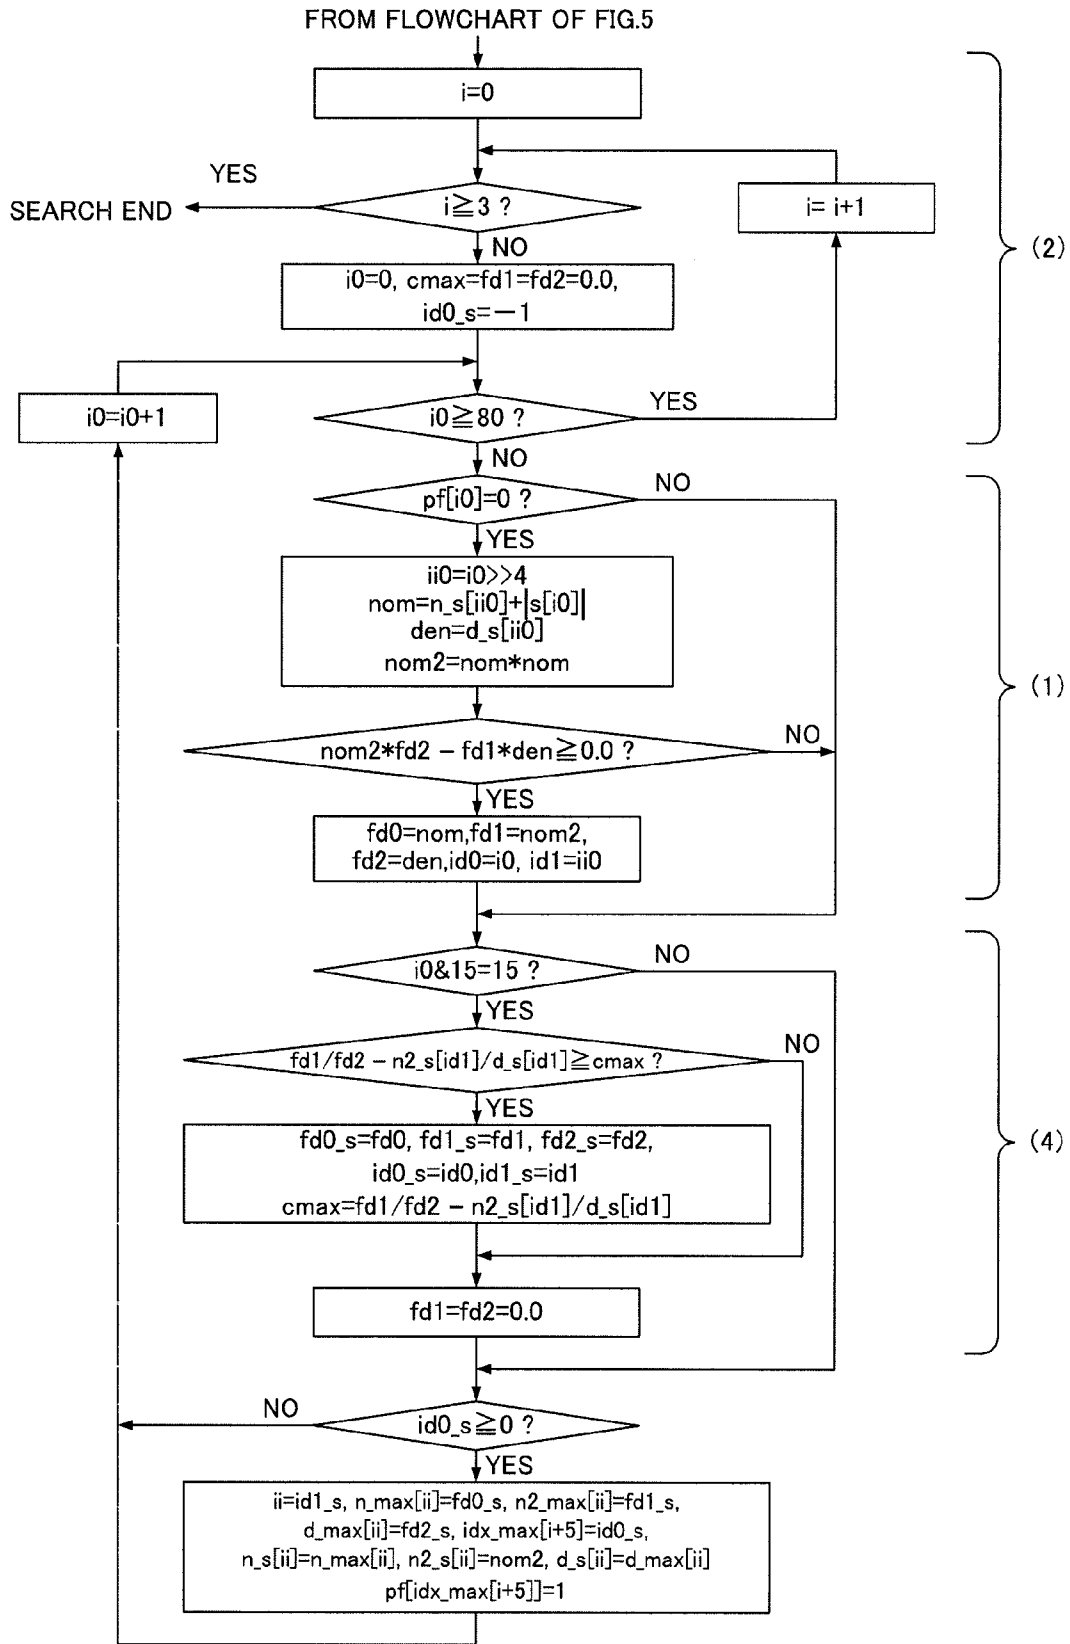 FROM FLOWCHART OF FIG.5
i=0
YES
i≧3 ?
SEARCH END
i= i+1
NO
(2)
i0=0, cmax=fd1=fd2=0.0,
id0_s=−1
i0=i0+1
i0≧80 ?
YES
NO
pf[i0]=0 ?
NO
YES
ii0=i0>>4
nom=n_s[ii0]+|s[i0]|
den=d_s[ii0]
nom2=nom*nom
(1)
nom2*fd2 − fd1*den≧0.0 ?
NO
YES
fd0=nom,fd1=nom2,
fd2=den,id0=i0, id1=ii0
i0&15=15 ?
NO
YES
fd1/fd2 − n2_s[id1]/d_s[id1]≧cmax ?
NO
YES
fd0_s=fd0, fd1_s=fd1, fd2_s=fd2,
id0_s=id0,id1_s=id1
cmax=fd1/fd2 − n2_s[id1]/d_s[id1]
(4)
fd1=fd2=0.0
NO
id0_s≧0 ?
YES
ii=id1_s, n_max[ii]=fd0_s, n2_max[ii]=fd1_s,
d_max[ii]=fd2_s, idx_max[i+5]=id0_s,
n_s[ii]=n_max[ii], n2_s[ii]=nom2, d_s[ii]=d_max[ii]
pf[idx_max[i+5]]=1